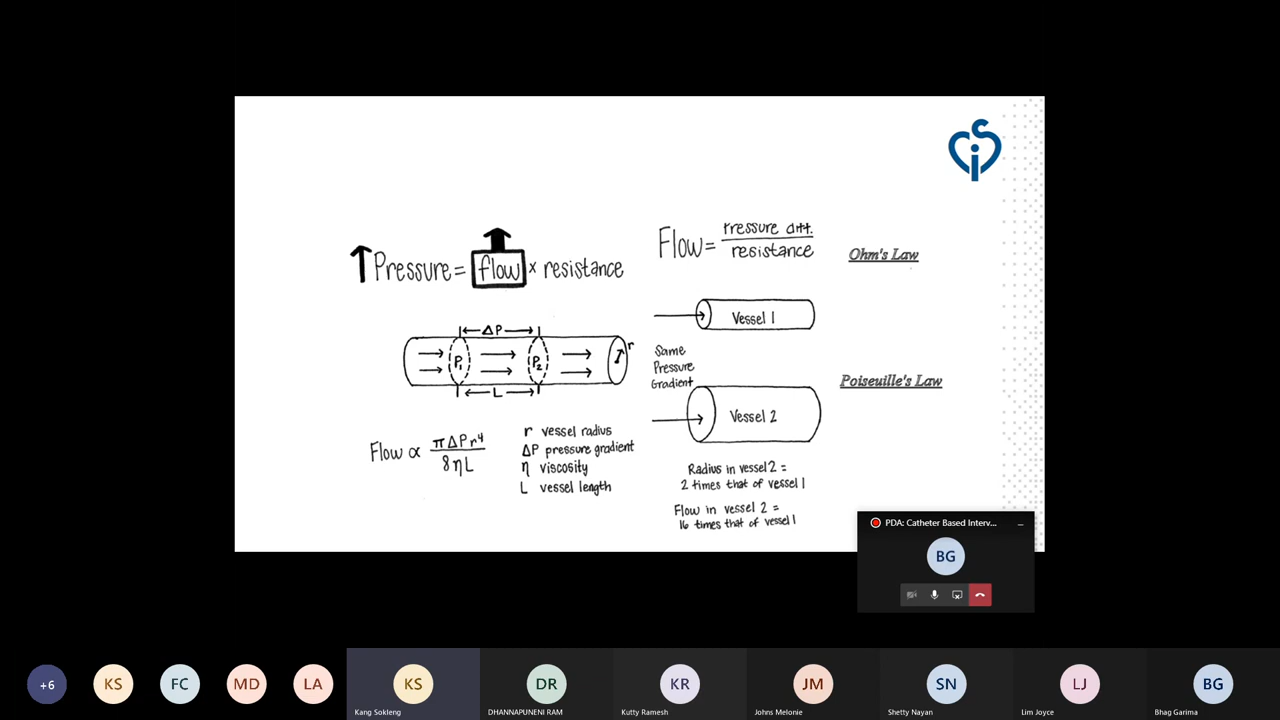 ↑ Pressure = flow × resistance
Flow = Pressure diff. / resistance
Ohm's Law
ΔP
P₁
P₂
r
L
Vessel 1
Same
Pressure
Gradient
Vessel 2
Poiseuille's Law
Flow ∝ πΔPr⁴ / 8ηL
r vessel radius
ΔP pressure gradient
η viscosity
L vessel length
Radius in vessel 2 =
2 times that of vessel 1
Flow in vessel 2 =
16 times that of vessel 1
PDA: Catheter Based Interv...
BG
+6
KS
FC
MD
LA
KS
DR
KR
JM
SN
LJ
BG
Kang Sokleng
DHANNAPUNENI RAM
Kutty Ramesh
Johns Melonie
Shetty Nayan
Lim Joyce
Bhag Garima